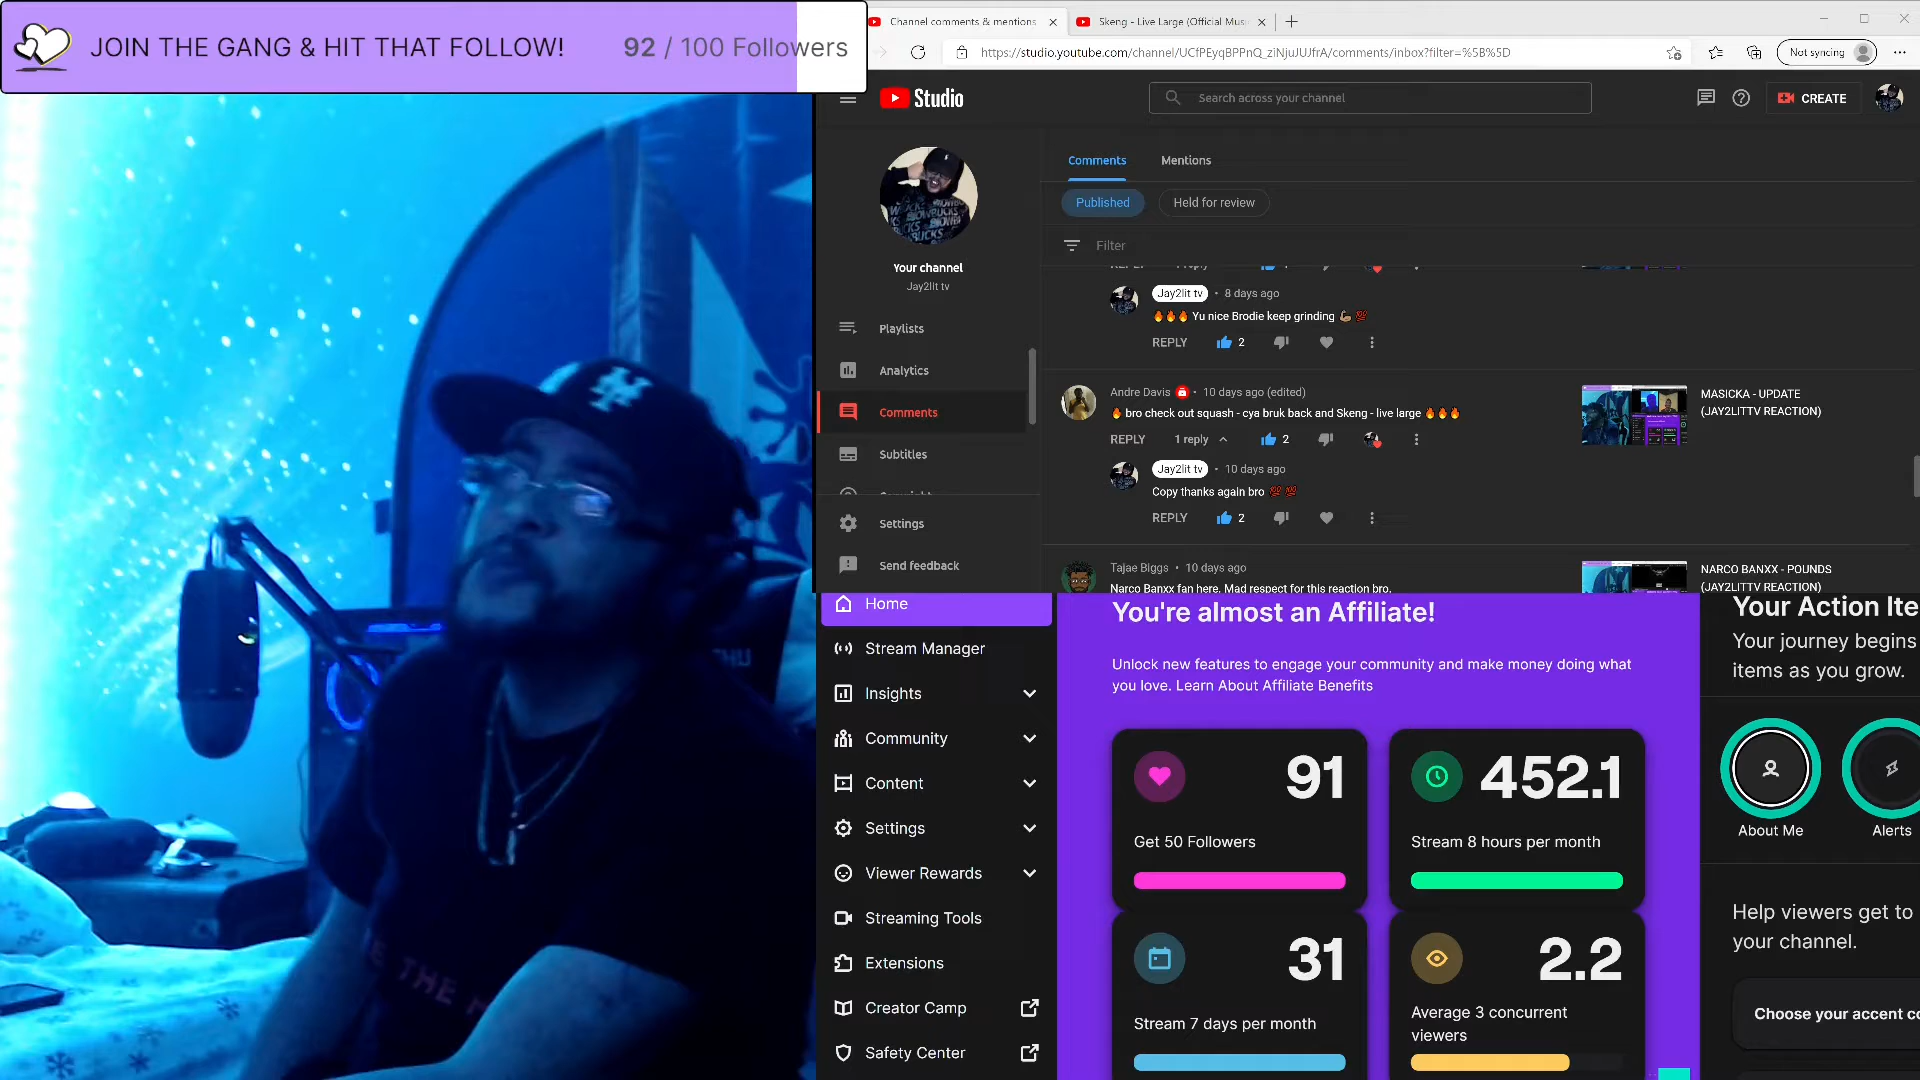 JOIN THE GANG & HIT THAT FOLLOW!
92 / 100 Followers
Channel comments & mentions
Skeng - Live Large (Official Mus
https://studio.youtube.com/channel/UCfPEyqBPPnQ_ziNjuJUJfrA/comments/inbox?filter=%5B%5D
Not syncing
Studio
Search across your channel
CREATE
Your channel
Jay2lit tv
Playlists
Analytics
Comments
Subtitles
Settings
Send feedback
Comments
Mentions
Published
Held for review
Filter
Jay2lit tv • 8 days ago
🔥🔥🔥 Yu nice Brodie keep grinding 💪🏽 💯
REPLY 2
Andre Davis • 10 days ago (edited)
🔥 bro check out squash - cya bruk back and Skeng - live large 🔥🔥🔥
REPLY 1 reply 2
MASICKA - UPDATE
(JAY2LITTV REACTION)
Jay2lit tv • 10 days ago
Copy thanks again bro 💯💯
REPLY 2
Tajae Biggs • 10 days ago
Narco Banxx fan here. Mad respect for this reaction bro.
NARCO BANXX - POUNDS
(JAY2LITTV REACTION)
Home
Stream Manager
Insights
Community
Content
Settings
Viewer Rewards
Streaming Tools
Extensions
Creator Camp
Safety Center
You're almost an Affiliate!
Unlock new features to engage your community and make money doing what
you love. Learn About Affiliate Benefits
91
Get 50 Followers
452.1
Stream 8 hours per month
31
Stream 7 days per month
2.2
Average 3 concurrent
viewers
Your Action Ite
Your journey begins
items as you grow.
About Me
Alerts
Help viewers get to
your channel.
Choose your accent co